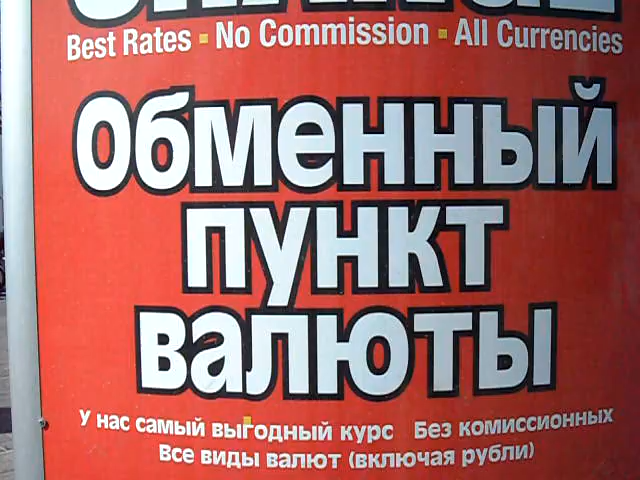 Best Rates ▪ No Commission ▪ All Currencies
Обменный
пункт
валюты
У нас самый выгодный курс Без комиссионных
Все виды валют (включая рубли)